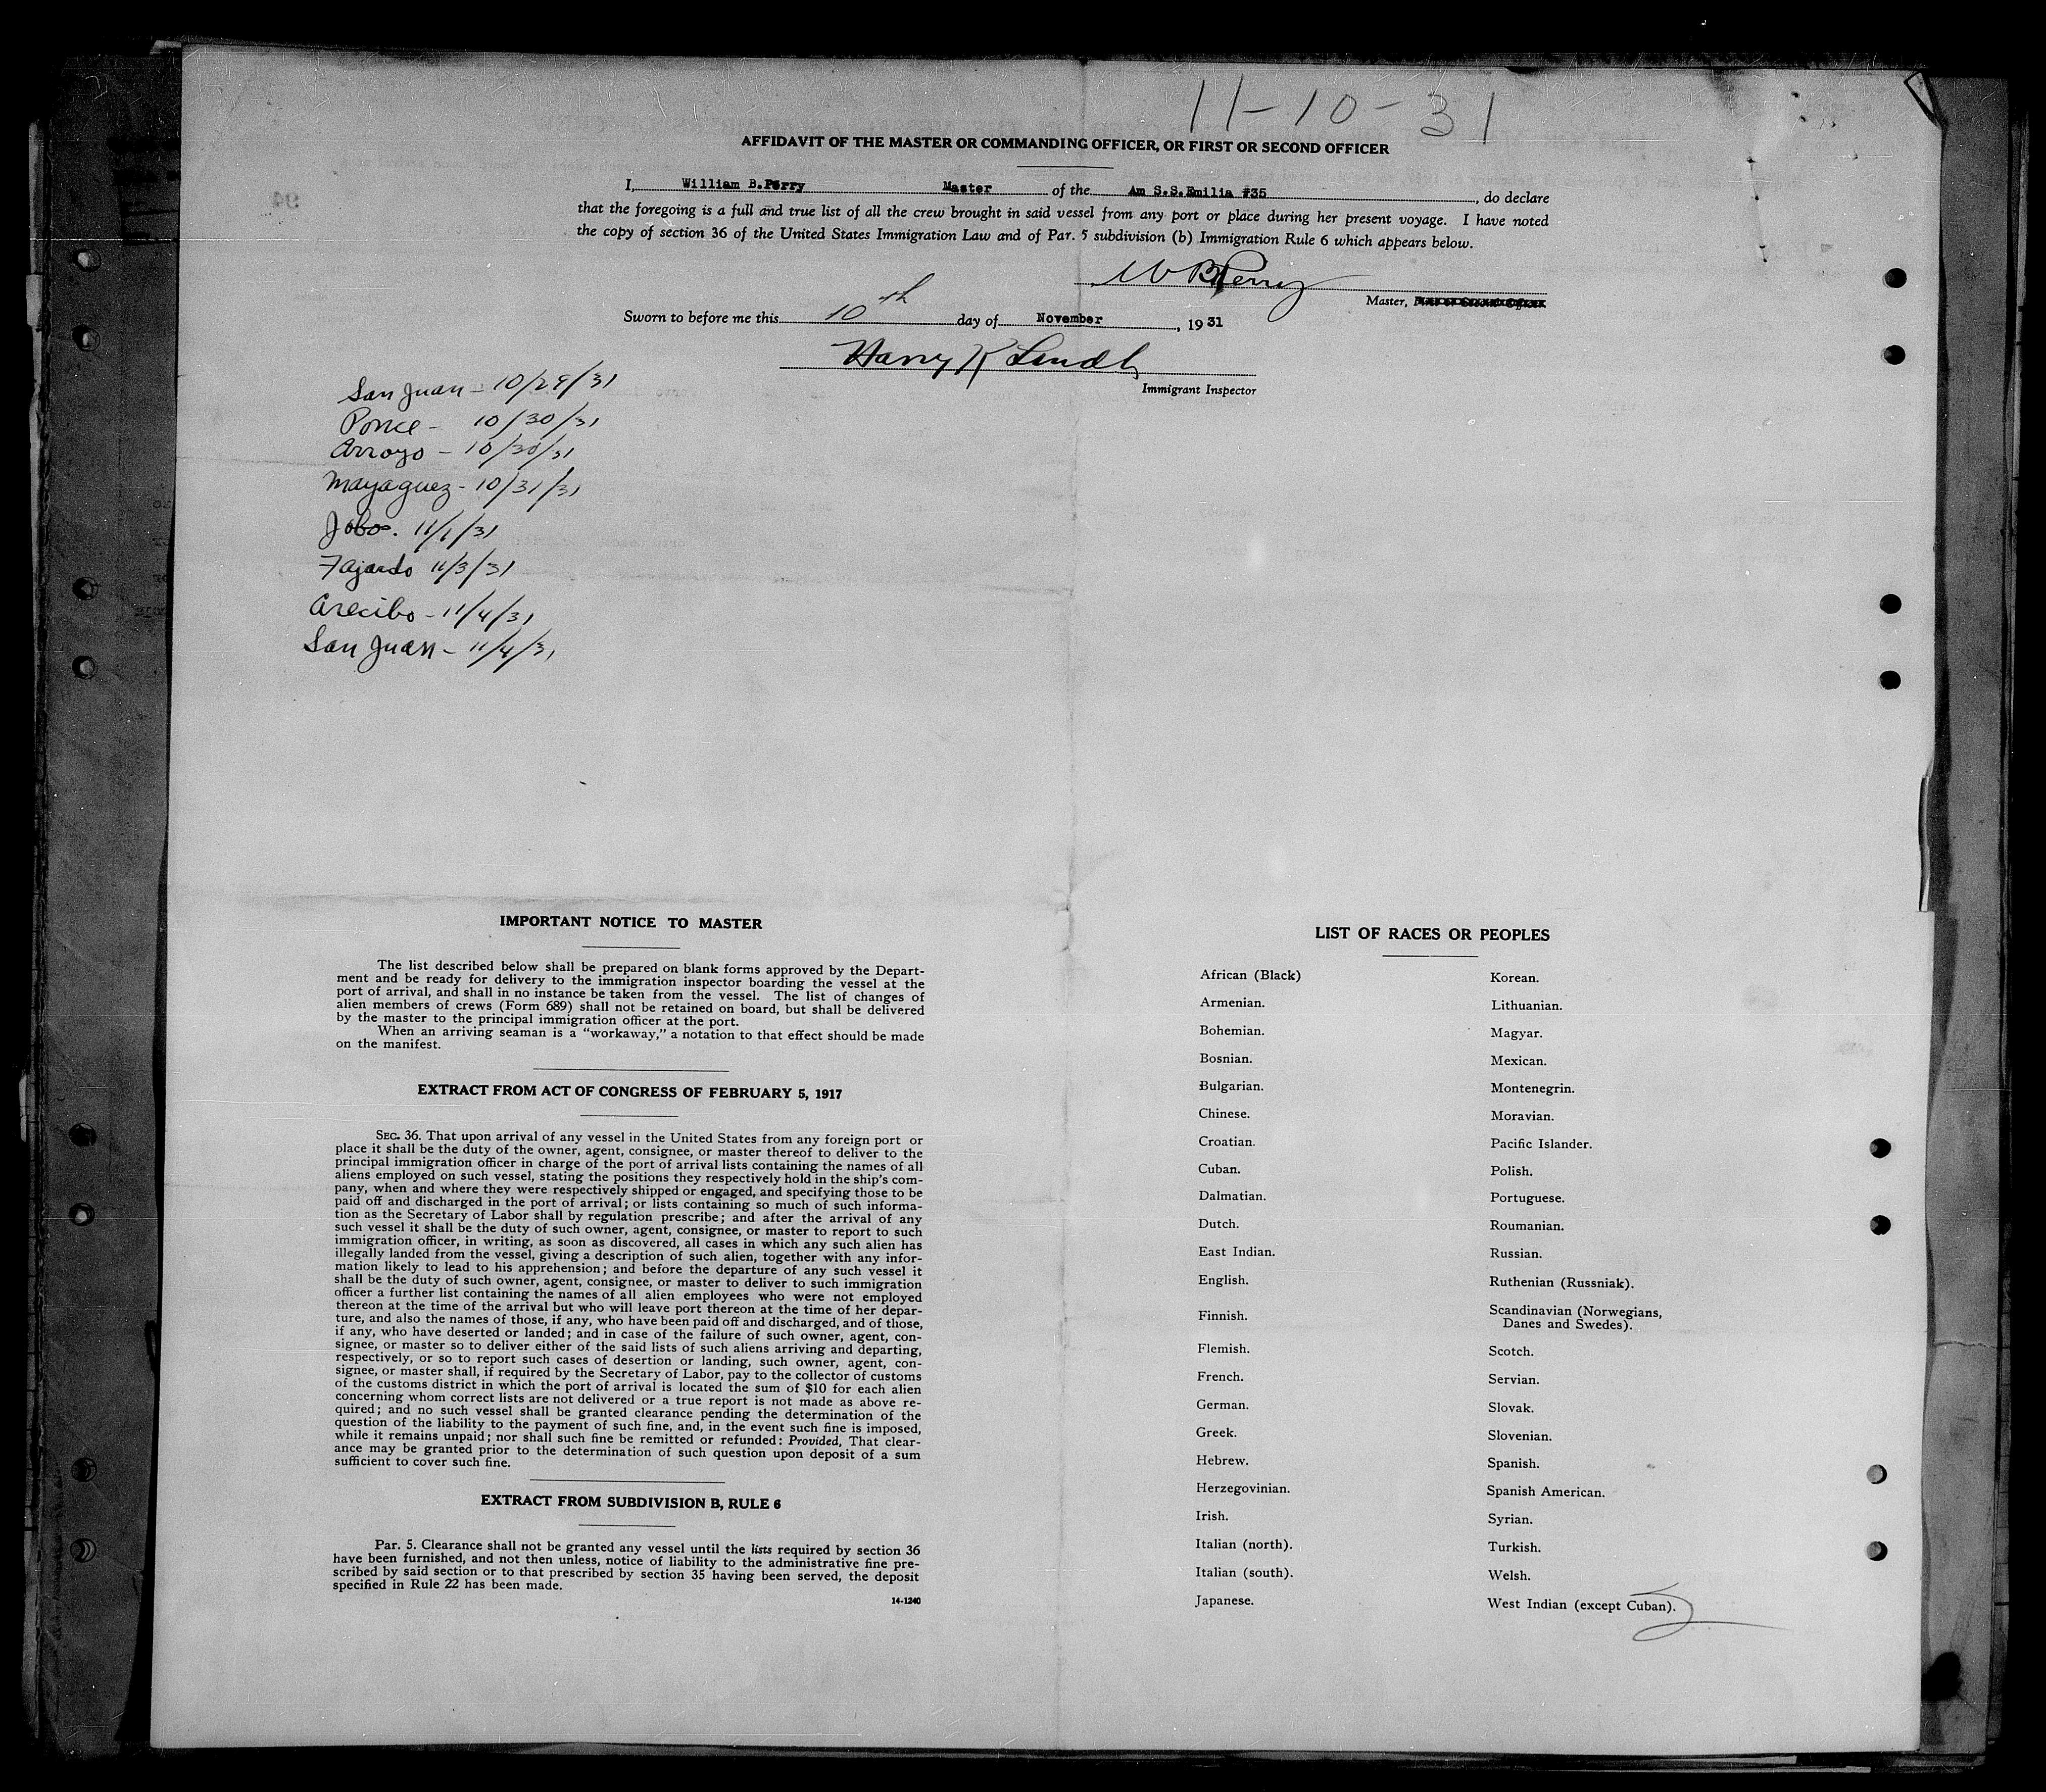 11-10-31
AFFIDAVIT OF THE MASTER OR COMMANDING OFFICER, OR FIRST OR SECOND OFFICER
I, William B.Perry Master of the Am S.S.Emilia #35, do declare
that the foregoing is a full and true list of all the crew brought in said vessel from any port or place during her present voyage. I have noted
the copy of section 36 of the United States Immigration Law and of Par. 5 subdivision (b) Immigration Rule 6 which appears below.
W B Perry
Master,
Sworn to before me this 10th day of November, 1931
Harry K
Immigrant Inspector
San Juan - 10/29/31
Ponce - 10/30/31
Arroyo - 10/30/31
Mayaguez - 10/31/31
Jobos. 11/1/31
Fajardo 11/3/31
Arecibo - 11/4/31
San Juan - 11/4/31
IMPORTANT NOTICE TO MASTER
The list described below shall be prepared on blank forms approved by the Depart-
ment and be ready for delivery to the immigration inspector boarding the vessel at the
port of arrival, and shall in no instance be taken from the vessel. The list of changes of
alien members of crews (Form 689) shall not be retained on board, but shall be delivered
by the master to the principal immigration officer at the port.
When an arriving seaman is a "workaway," a notation to that effect should be made
on the manifest.
EXTRACT FROM ACT OF CONGRESS OF FEBRUARY 5, 1917
SEC. 36. That upon arrival of any vessel in the United States from any foreign port or
place it shall be the duty of the owner, agent, consignee, or master thereof to deliver to the
principal immigration officer in charge of the port of arrival lists containing the names of all
aliens employed on such vessel, stating the positions they respectively hold in the ship's com-
pany, when and where they were respectively shipped or engaged, and specifying those to be
paid off and discharged in the port of arrival; or lists containing so much of such informa-
tion as the Secretary of Labor shall by regulation prescribe; and after the arrival of any
such vessel it shall be the duty of such owner, agent, consignee, or master to report to such
immigration officer, in writing, as soon as discovered, all cases in which any such alien has
illegally landed from the vessel, giving a description of such alien, together with any infor-
mation likely to lead to his apprehension; and before the departure of any such vessel it
shall be the duty of such owner, agent, consignee, or master to deliver to such immigration
officer a further list containing the names of all alien employees who were not employed
thereon at the time of the arrival but who will leave port thereon at the time of her depar-
ture, and also the names of those, if any, who have been paid off and discharged, and of those,
if any, who have deserted or landed; and in case of the failure of such owner, agent, con-
signee, or master so to deliver either of the said lists of such aliens arriving and departing,
respectively, or so to report such cases of desertion or landing, such owner, agent, con-
signee, or master shall, if required by the Secretary of Labor, pay to the collector of customs
of the customs district in which the port of arrival is located the sum of $10 for each alien
concerning whom correct lists are not delivered or a true report is not made as above re-
quired; and no such vessel shall be granted clearance pending the determination of the
question of the liability to the payment of such fine, and, in the event such fine is imposed,
while it remains unpaid; nor shall such fine be remitted or refunded: Provided, That clear-
ance may be granted prior to the determination of such question upon deposit of a sum
sufficient to cover such fine.
EXTRACT FROM SUBDIVISION B, RULE 6
Par. 5. Clearance shall not be granted any vessel until the lists required by section 36
have been furnished, and not then unless, notice of liability to the administrative fine pre-
scribed by said section or to that prescribed by section 35 having been served, the deposit
specified in Rule 22 has been made.
14-1240
LIST OF RACES OR PEOPLES
African (Black)
Armenian.
Bohemian.
Bosnian.
Bulgarian.
Chinese.
Croatian.
Cuban.
Dalmatian.
Dutch.
East Indian.
English.
Finnish.
Flemish.
French.
German.
Greek.
Hebrew.
Herzegovinian.
Irish.
Italian (north).
Italian (south).
Japanese.
Korean.
Lithuanian.
Magyar.
Mexican.
Montenegrin.
Moravian.
Pacific Islander.
Polish.
Portuguese.
Roumanian.
Russian.
Ruthenian (Russniak).
Scandinavian (Norwegians,
Danes and Swedes).
Scotch.
Servian.
Slovak.
Slovenian.
Spanish.
Spanish American.
Syrian.
Turkish.
Welsh.
West Indian (except Cuban).